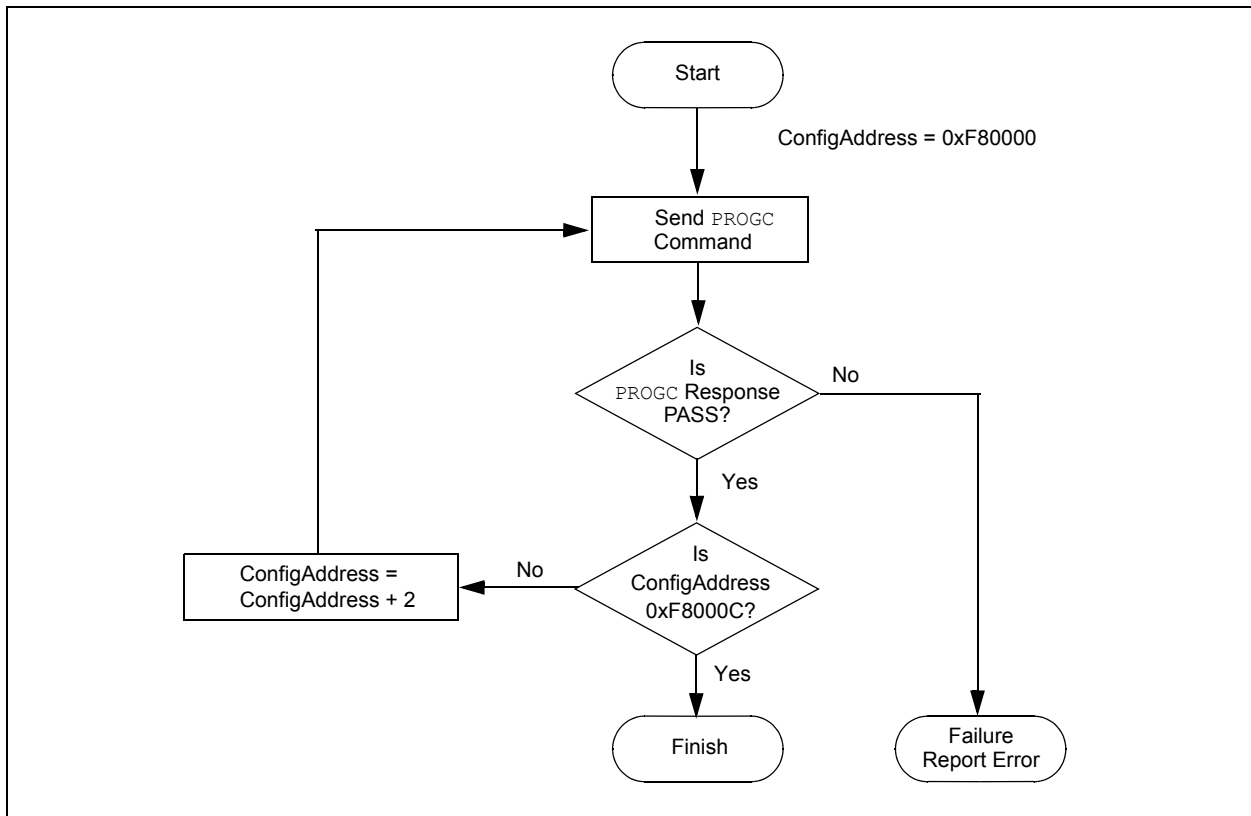 Start
ConfigAddress = 0xF80000
Send PROGC
Command
Is
PROGC Response
PASS?
No
Yes
Is
ConfigAddress
0xF8000C?
No
ConfigAddress =
ConfigAddress + 2
Yes
Finish
Failure
Report Error